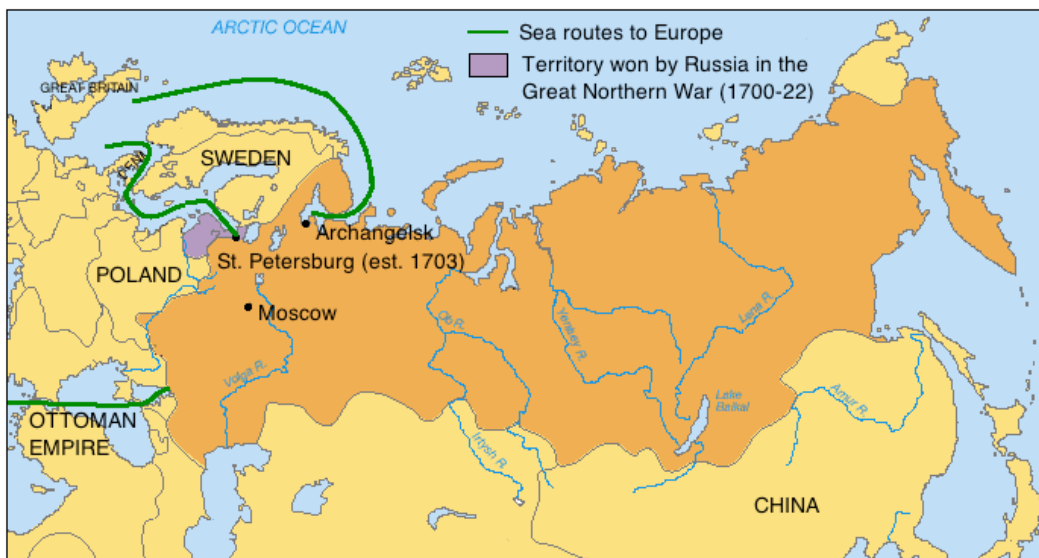 ARCTIC OCEAN
Sea routes to Europe
Territory won by Russia in the
Great Northern War (1700-22)
GREAT BRITAIN
DENM
SWEDEN
Archangelsk
St. Petersburg (est. 1703)
POLAND
Moscow
Ob R.
Yenisey R.
Lena R.
Volga R.
Lake
Baikal
Amur R.
OTTOMAN
EMPIRE
Irtysh R.
CHINA